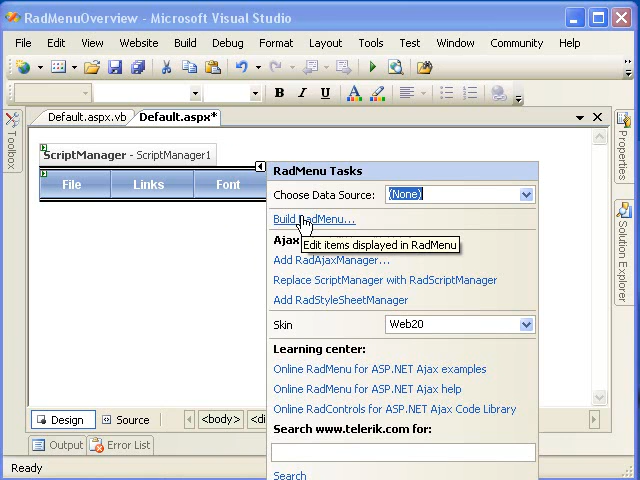 RadMenuOverview - Microsoft Visual Studio
File Edit View Website Build Debug Format Layout Tools Test Window Community Help
B I U A
Default.aspx.vb Default.aspx*
Toolbox
Properties
Solution Explorer
ScriptManager - ScriptManager1
File Links Font
RadMenu Tasks
Choose Data Source: (None)
Build RadMenu...
Edit items displayed in RadMenu
Ajax
Add RadAjaxManager...
Replace ScriptManager with RadScriptManager
Add RadStyleSheetManager
Skin Web20
Learning center:
Online RadMenu for ASP.NET Ajax examples
Online RadMenu for ASP.NET Ajax help
Online RadControls for ASP.NET Ajax Code Library
Search www.telerik.com for:
Search
Design Source <body> <di
Output Error List
Ready